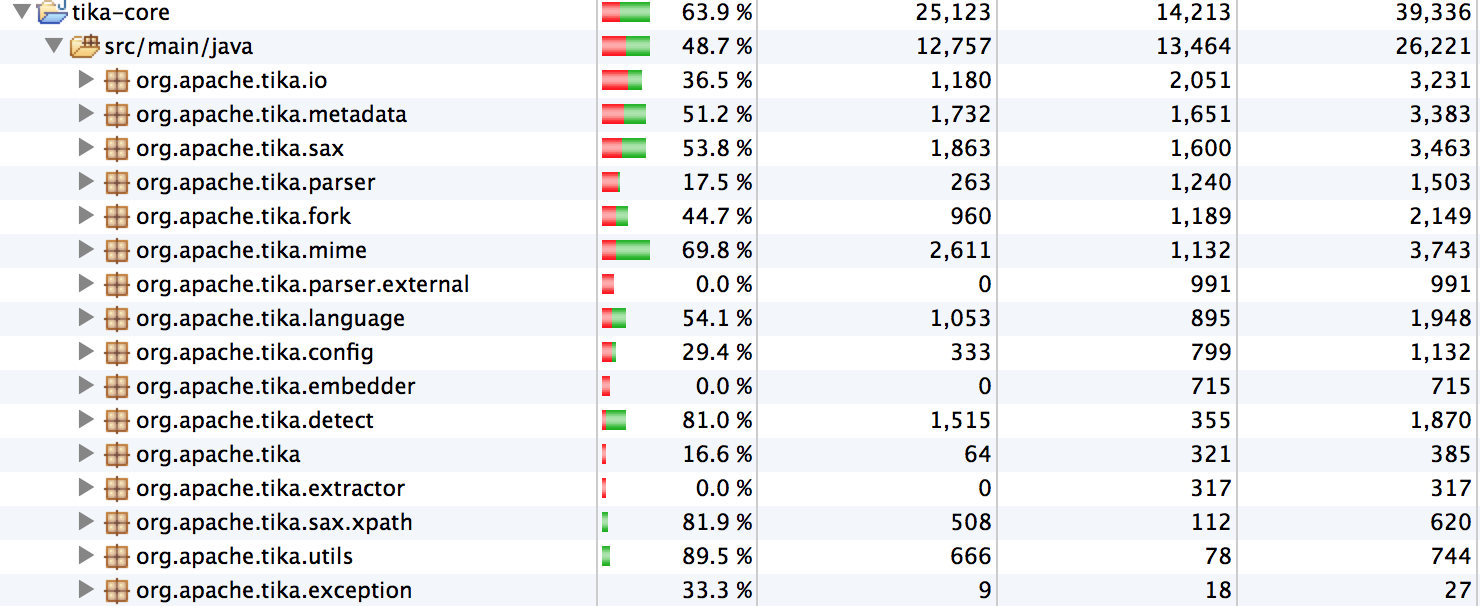 tika-core 63.9 % 25,123 14,213 39,336
src/main/java 48.7 % 12,757 13,464 26,221
org.apache.tika.io 36.5 % 1,180 2,051 3,231
org.apache.tika.metadata 51.2 % 1,732 1,651 3,383
org.apache.tika.sax 53.8 % 1,863 1,600 3,463
org.apache.tika.parser 17.5 % 263 1,240 1,503
org.apache.tika.fork 44.7 % 960 1,189 2,149
org.apache.tika.mime 69.8 % 2,611 1,132 3,743
org.apache.tika.parser.external 0.0 % 0 991 991
org.apache.tika.language 54.1 % 1,053 895 1,948
org.apache.tika.config 29.4 % 333 799 1,132
org.apache.tika.embedder 0.0 % 0 715 715
org.apache.tika.detect 81.0 % 1,515 355 1,870
org.apache.tika 16.6 % 64 321 385
org.apache.tika.extractor 0.0 % 0 317 317
org.apache.tika.sax.xpath 81.9 % 508 112 620
org.apache.tika.utils 89.5 % 666 78 744
org.apache.tika.exception 33.3 % 9 18 27